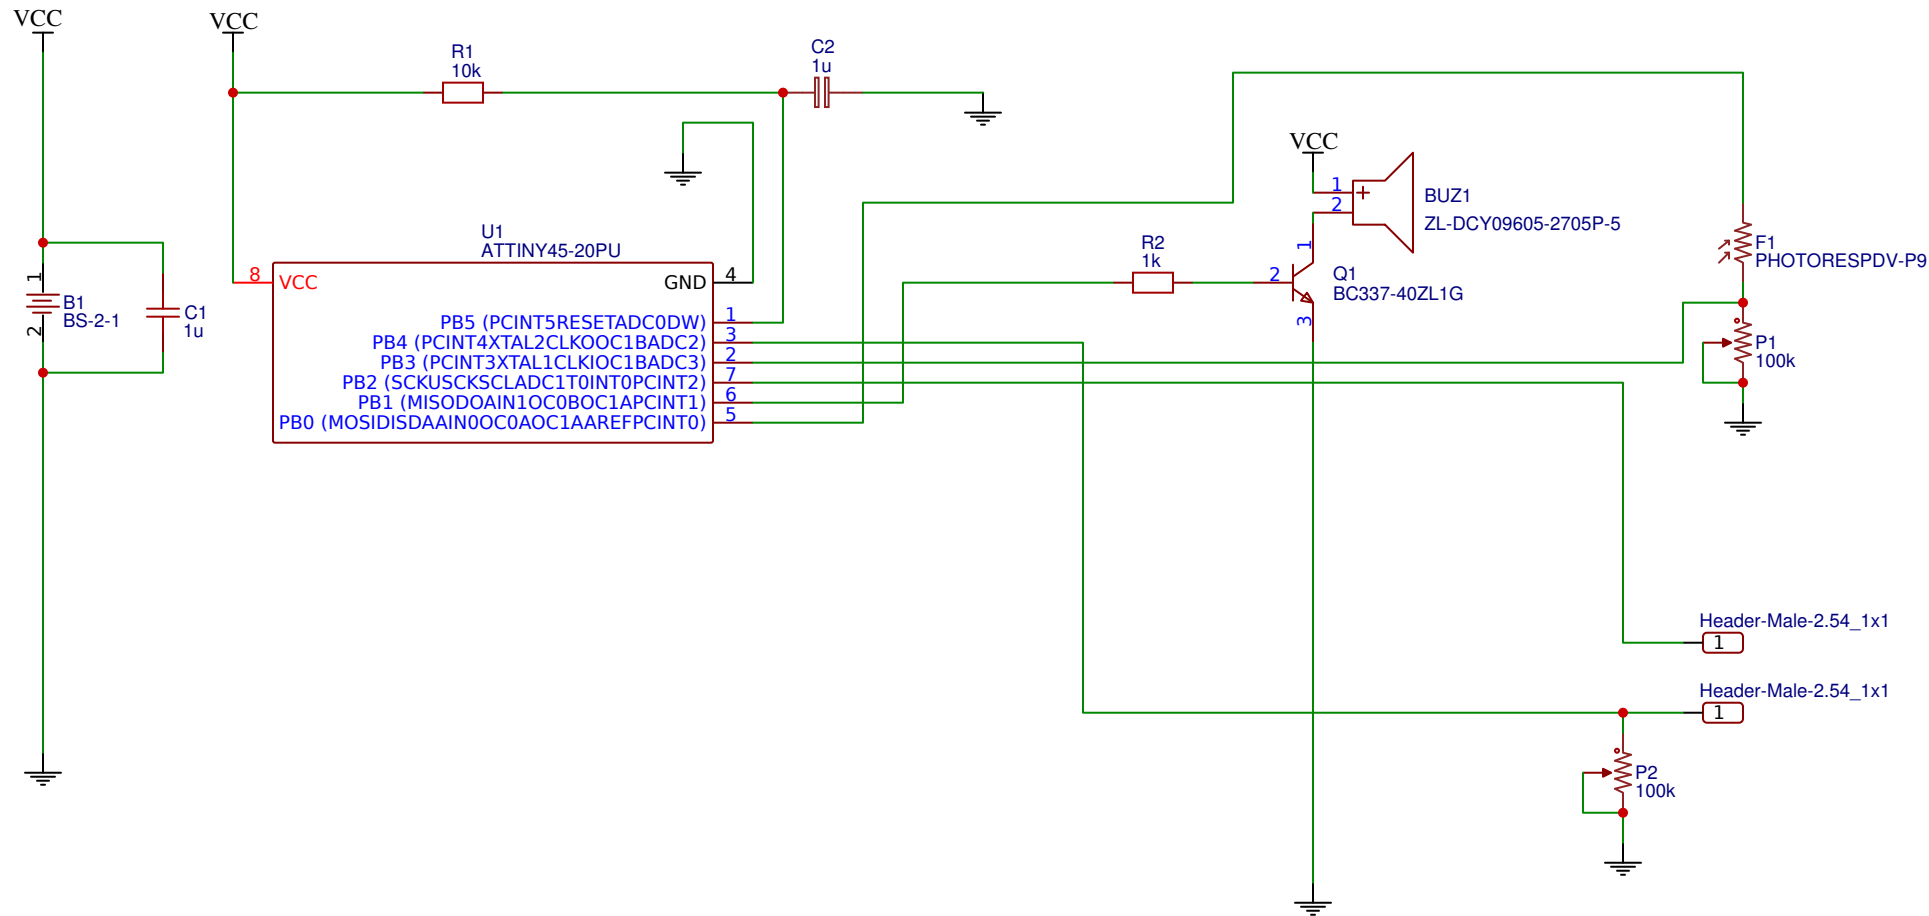 VCC
VCC
R1
10k
C2
1u
VCC
1
2
BUZ1
ZL-DCY09605-2705P-5
U1
ATTINY45-20PU
R2
1k
1
2
3
Q1
BC337-40ZL1G
F1
PHOTORESPDV-P9
8
VCC
GND
4
1
2
B1
BS-2-1
C1
1u
PB5 (PCINT5RESETADC0DW)
1
PB4 (PCINT4XTAL2CLKOOC1BADC2)
3
PB3 (PCINT3XTAL1CLKIOC1BADC3)
2
PB2 (SCKUSCKSCLADC1T0INT0PCINT2)
7
PB1 (MISODOAIN1OC0BOC1APCINT1)
6
PB0 (MOSIDISDAAIN0OC0AOC1AAREFPCINT0)
5
P1
100k
Header-Male-2.54_1x1
1
Header-Male-2.54_1x1
1
P2
100k